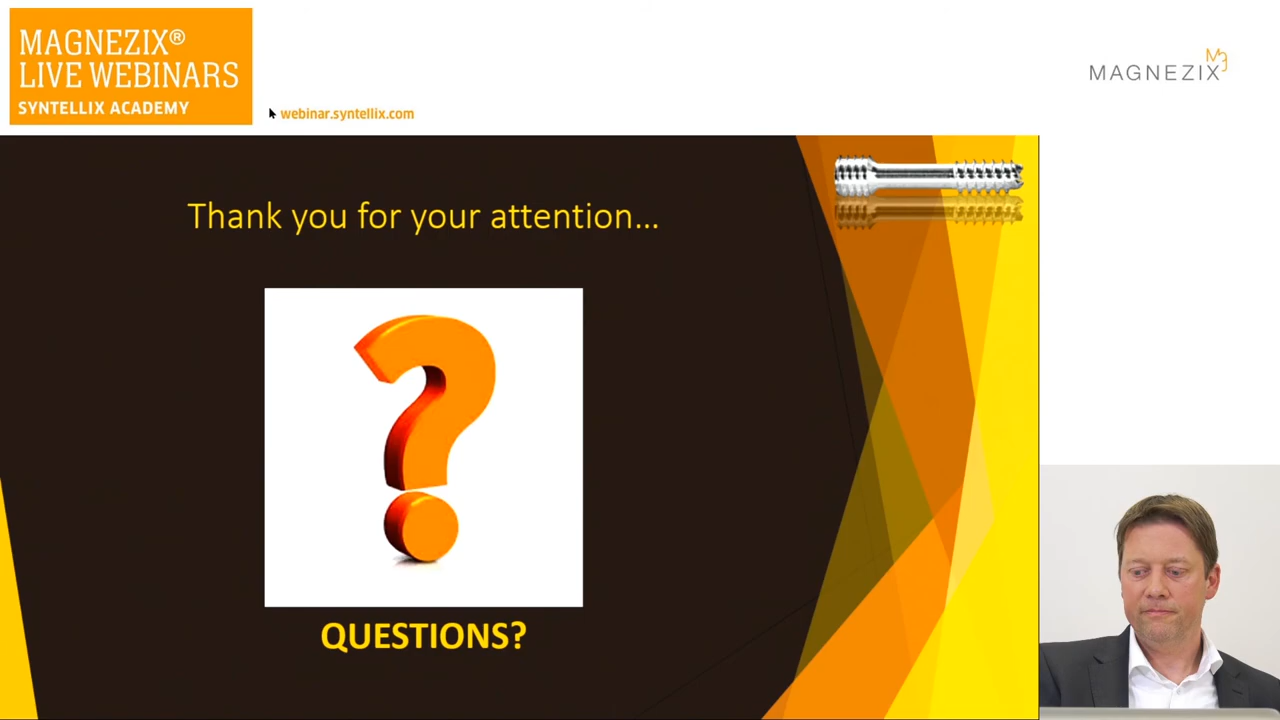 MAGNEZIX®
LIVE WEBINARS
SYNTELLIX ACADEMY
webinar.syntellix.com
MAGNEZIX
Thank you for your attention...
?
QUESTIONS?